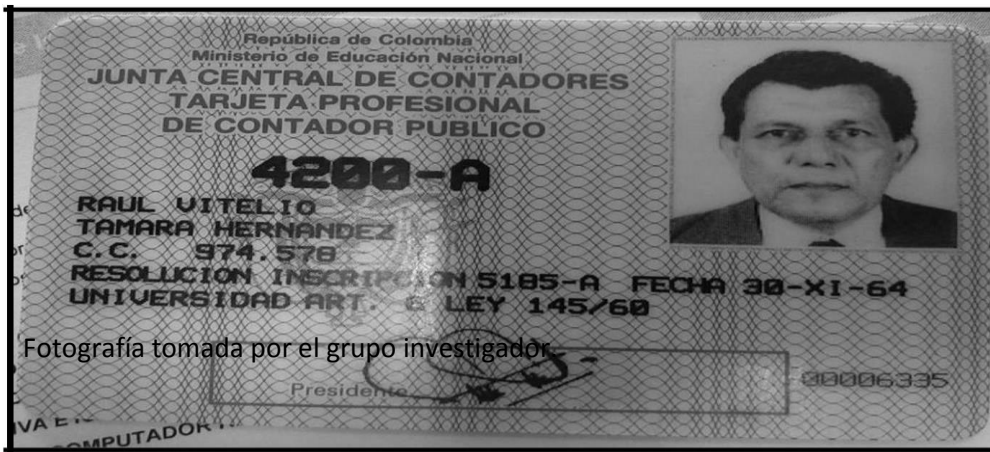 República de Colombia
Ministerio de Educación Nacional
JUNTA CENTRAL DE CONTADORES
TARJETA PROFESIONAL
DE CONTADOR PUBLICO
4200-A
RAUL VITELIO
TAMARA HERNANDEZ
C.C. 974.578
RESOLUCION INSCRIPCION 5185-A FECHA 30-XI-64
UNIVERSIDAD ART. 6 LEY 145/60
Fotografía tomada por el grupo investigador
Presidente
00006335